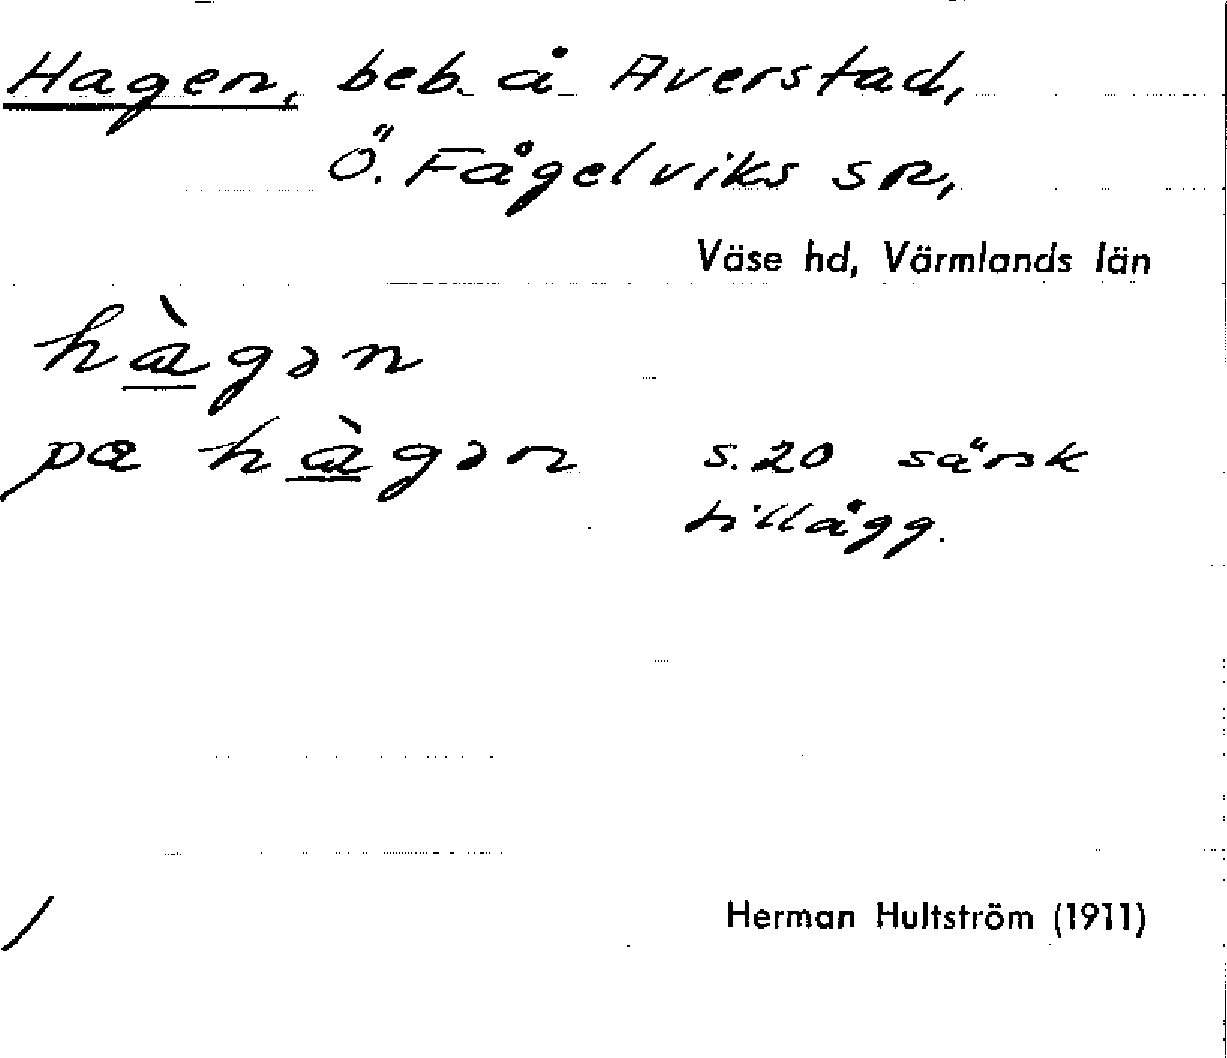 Hagen, beb. å Averstad,
Ö. Fågelviks sn,
Väse hd, Värmlands län
hàgən
pa hàgən s. 20 särsk
tillägg.
Herman Hultström (1911)